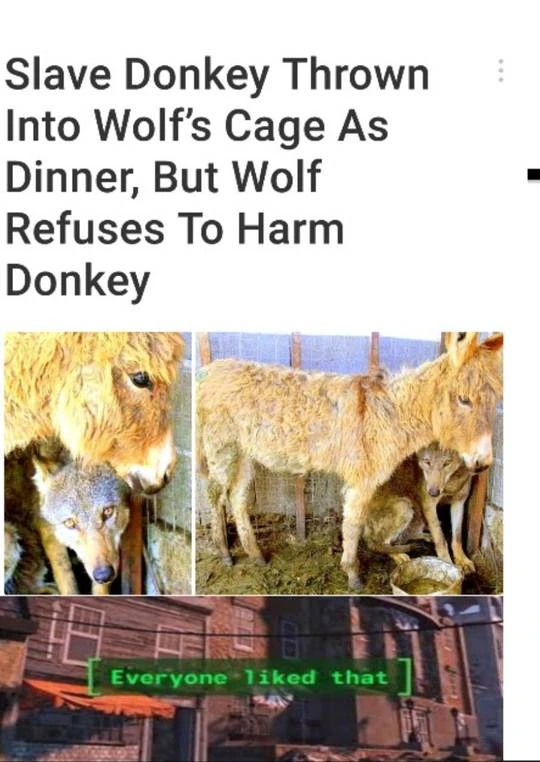 Slave Donkey Thrown
Into Wolf’s Cage As
Dinner, But Wolf
Refuses To Harm
Donkey
[ Everyone liked that ]